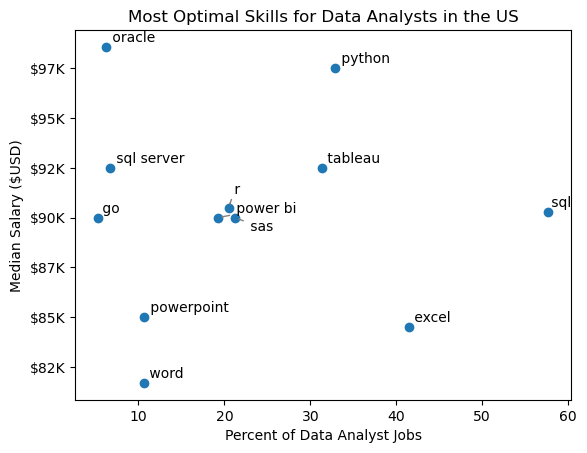 Most Optimal Skills for Data Analysts in the US
oracle
python
$97K
$95K
sql server
tableau
$92K
r
sql
go
power bi
$90K
sas
Median Salary ($USD)
$87K
powerpoint
excel
$85K
word
$82K
10 20 30 40 50 60
Percent of Data Analyst Jobs